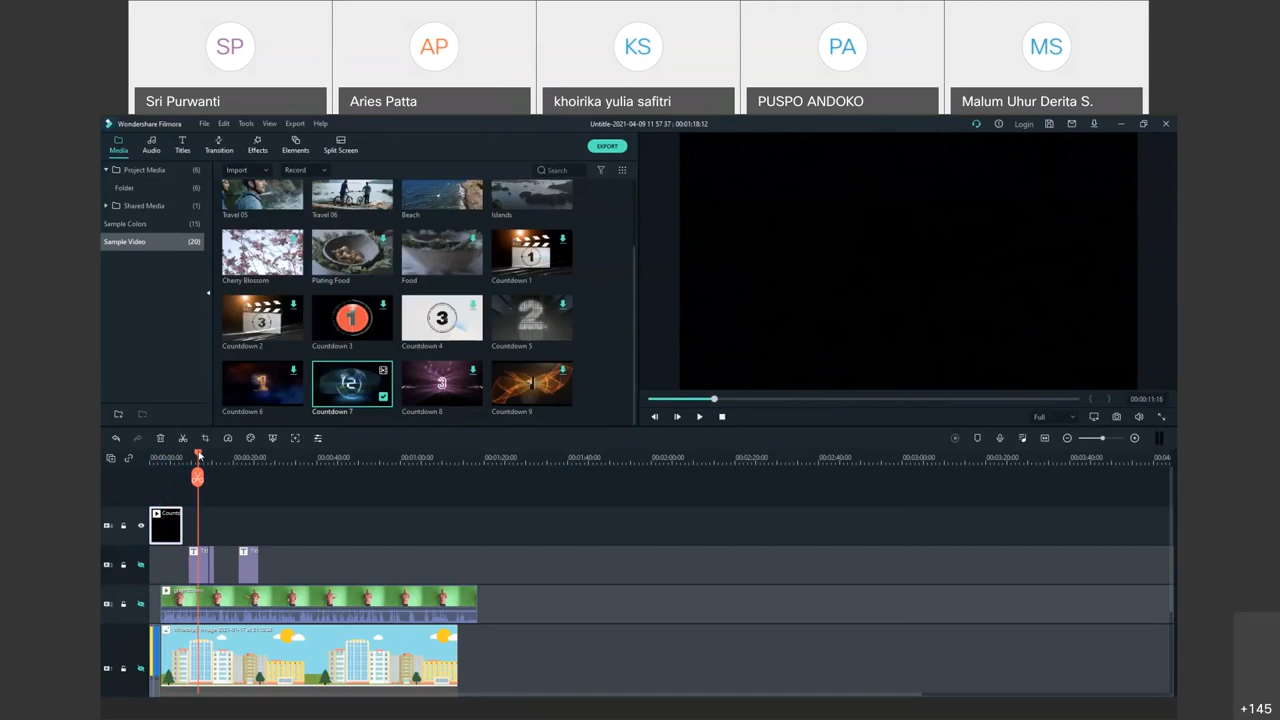 SP
AP
KS
PA
MS
Sri Purwanti
Aries Patta
khoirika yulia safitri
PUSPO ANDOKO
Malum Uhur Derita S.
Wondershare Filmora
File Edit Tools View Export Help
Untitle-2021-04-09 11 57 37 : 00:01:18:12
Login
Media
Audio
Titles
Transition
Effects
Elements
Split Screen
EXPORT
Project Media (6)
Folder (6)
Shared Media (1)
Sample Colors (15)
Sample Video (20)
Import
Record
Search
Travel 05
Travel 06
Beach
Islands
Cherry Blossom
Plating Food
Food
Countdown 1
Countdown 2
Countdown 3
Countdown 4
Countdown 5
Countdown 6
Countdown 7
Countdown 8
Countdown 9
00:00:11:16
Full
00:00:00:00
00:00:20:00
00:00:40:00
00:01:00:00
00:01:20:00
00:01:40:00
00:02:00:00
00:02:20:00
00:02:40:00
00:03:00:00
00:03:20:00
00:03:40:00
Count
+145